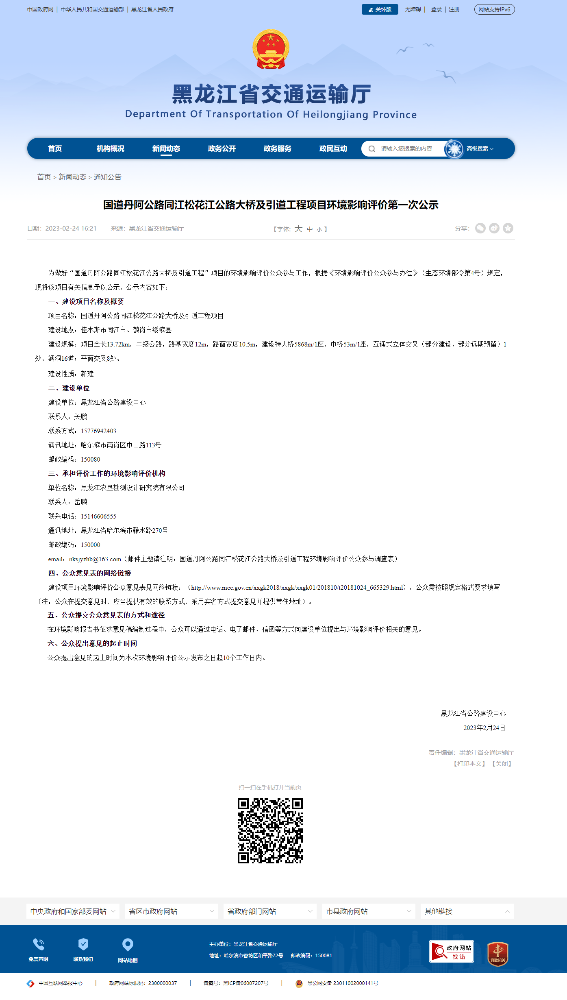 中国政府网 | 中华人民共和国交通运输部 | 黑龙江省人民政府
关怀版 无障碍 | 登录 | 注册 网站支持IPv6
黑龙江省交通运输厅
Department Of Transportation Of Heilongjiang Province
首页 机构概况 新闻动态 政务公开 政务服务 政民互动 请输入您搜索的内容 高级搜索
首页 > 新闻动态 > 通知公告
国道丹阿公路同江松花江公路大桥及引道工程项目环境影响评价第一次公示
日期：2023-02-24 16:21 来源：黑龙江省交通运输厅 【字体：大 中 小 】 分享：
为做好“国道丹阿公路同江松花江公路大桥及引道工程”项目的环境影响评价公众参与工作，根据《环境影响评价公众参与办法》（生态环境部令第4号）规定，
现将该项目有关信息予以公示，公示内容如下：
一、建设项目名称及概要
项目名称：国道丹阿公路同江松花江公路大桥及引道工程项目
建设地点：佳木斯市同江市、鹤岗市绥滨县
建设规模：项目全长13.72km，二级公路，路基宽度12m，路面宽度10.5m，建设特大桥5868m/1座，中桥53m/1座，互通式立体交叉（部分建设、部分远期预留）1
处，涵洞16道；平面交叉8处。
建设性质：新建
二、建设单位
建设单位：黑龙江省公路建设中心
联系人：关鹏
联系方式：15776942403
通讯地址：哈尔滨市南岗区中山路113号
邮政编码：150080
三、承担评价工作的环境影响评价机构
单位名称：黑龙江农垦勘测设计研究院有限公司
联系人：岳鹏
联系电话：15146606555
通讯地址：黑龙江省哈尔滨市赣水路270号
邮政编码：150000
email：nksjyzhb@163.com（邮件主题请注明：国道丹阿公路同江松花江公路大桥及引道工程环境影响评价公众参与调查表）
四、公众意见表的网络链接
建设项目环境影响评价公众意见表见网络链接：（http://www.mee.gov.cn/xxgk2018/xxgk/xxgk01/201810/t20181024_665329.html），公众需按照规定格式要求填写
（注：公众在提交意见时，应当提供有效的联系方式，采用实名方式提交意见并提供常住地址）。
五、公众提交公众意见表的方式和途径
在环境影响报告书征求意见稿编制过程中，公众可以通过电话、电子邮件、信函等方式向建设单位提出与环境影响评价相关的意见。
六、公众提出意见的起止时间
公众提出意见的起止时间为本次环境影响评价公示发布之日起10个工作日内。
黑龙江省公路建设中心
2023年2月24日
责任编辑：黑龙江省交通运输厅
【打印本文】 【关闭】
扫一扫在手机打开当前页
中央政府和国家部委网站 省区市政府网站 省政府部门网站 市县政府网站 其他链接
免责声明 联系我们 网站地图
主办单位：黑龙江省交通运输厅
地址：哈尔滨市香坊区和平路72号 邮政编码：150081
政府网站
找错
党政机关
中国互联网举报中心 | 政府网站标识码：2300000037 | 备案号：黑ICP备06007207号 | 黑公网安备 23011002000141号